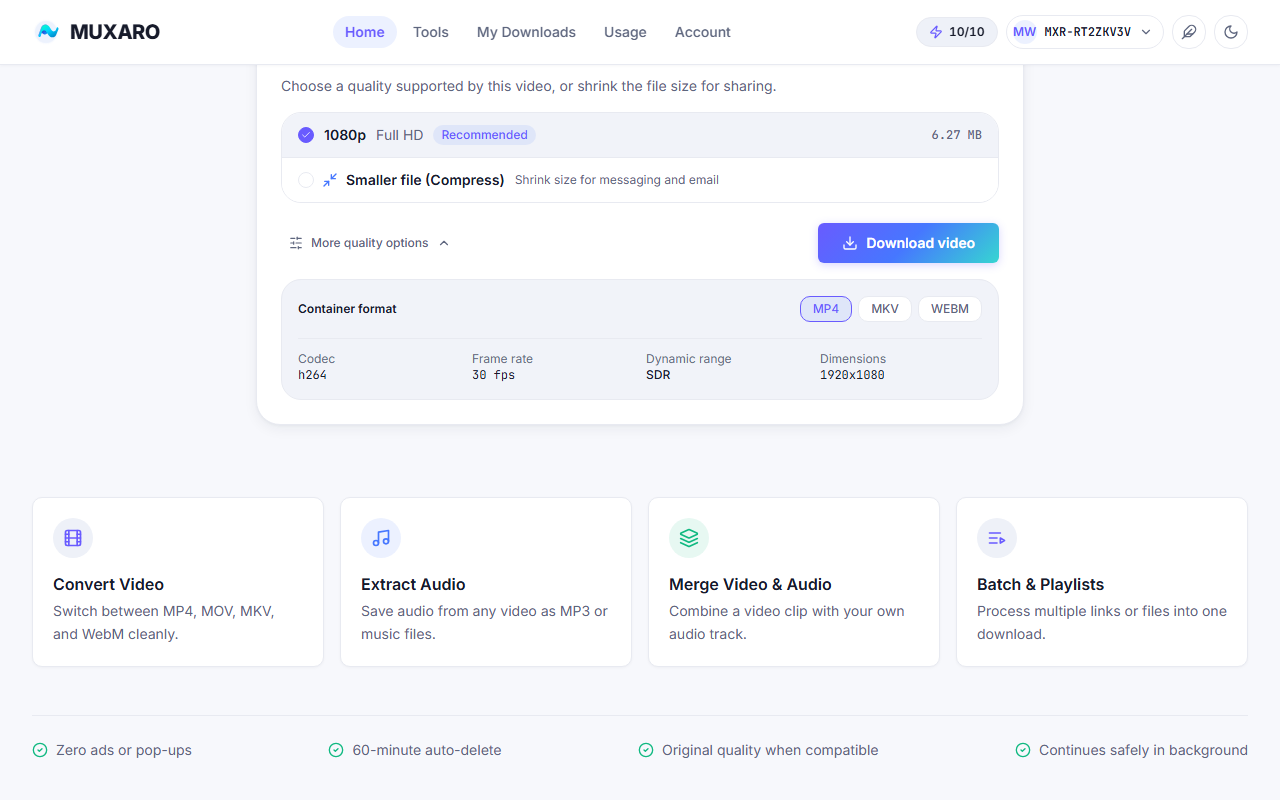 MUXARO
Home
Tools
My Downloads
Usage
Account
10/10
MW MXR-RT2ZKV3V
Choose a quality supported by this video, or shrink the file size for sharing.
1080p Full HD Recommended 6.27 MB
Smaller file (Compress) Shrink size for messaging and email
More quality options
Download video
Container format
MP4
MKV
WEBM
Codec
h264
Frame rate
30 fps
Dynamic range
SDR
Dimensions
1920x1080
Convert Video
Switch between MP4, MOV, MKV,
and WebM cleanly.
Extract Audio
Save audio from any video as MP3 or
music files.
Merge Video & Audio
Combine a video clip with your own
audio track.
Batch & Playlists
Process multiple links or files into one
download.
Zero ads or pop-ups
60-minute auto-delete
Original quality when compatible
Continues safely in background